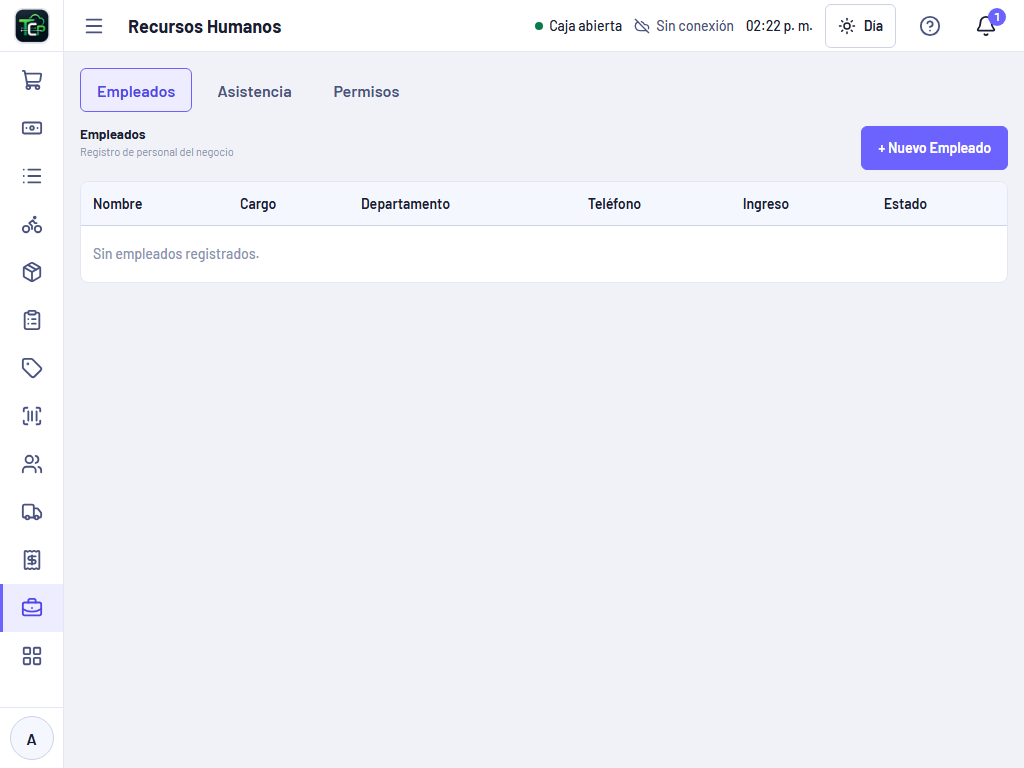 TCP
Recursos Humanos
Caja abierta
Sin conexión
02:22 p. m.
Día
1
Empleados
Asistencia
Permisos
Empleados
Registro de personal del negocio
+ Nuevo Empleado
Nombre
Cargo
Departamento
Teléfono
Ingreso
Estado
Sin empleados registrados.
A